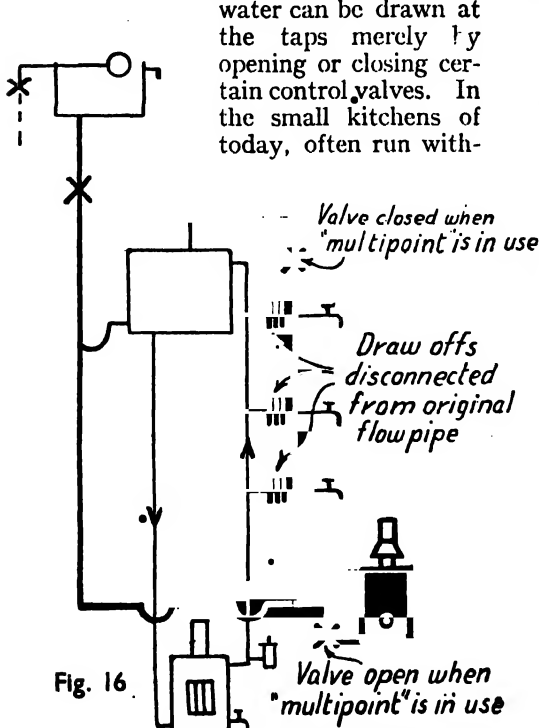 water can be drawn at
the taps merely by
opening or closing cer-
tain control valves. In
the small kitchens of
today, often run with-
Valve closed when
"multipoint" is in use
Draw offs
disconnected
from original
flow pipe
Fig. 16
Valve open when
"multipoint" is in use